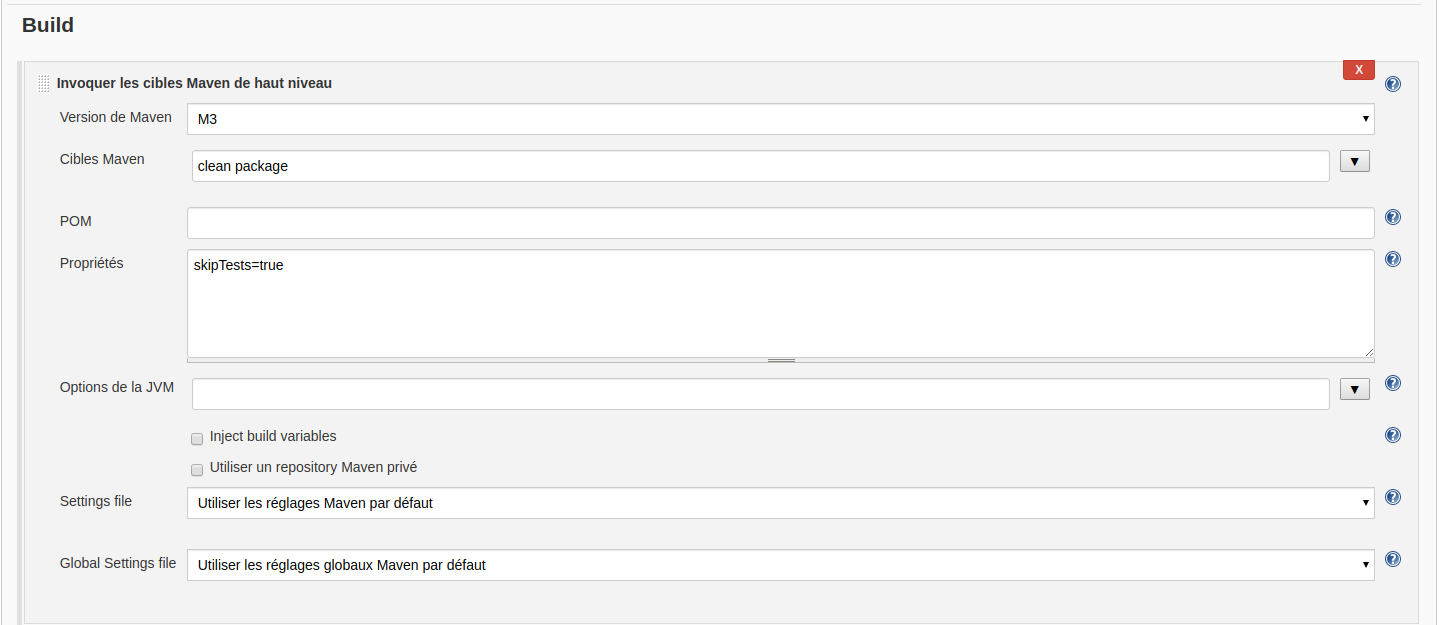 Build
Invoquer les cibles Maven de haut niveau
X
Version de Maven
M3
Cibles Maven
clean package
POM
Propriétés
skipTests=true
Options de la JVM
Inject build variables
Utiliser un repository Maven privé
Settings file
Utiliser les réglages Maven par défaut
Global Settings file
Utiliser les réglages globaux Maven par défaut